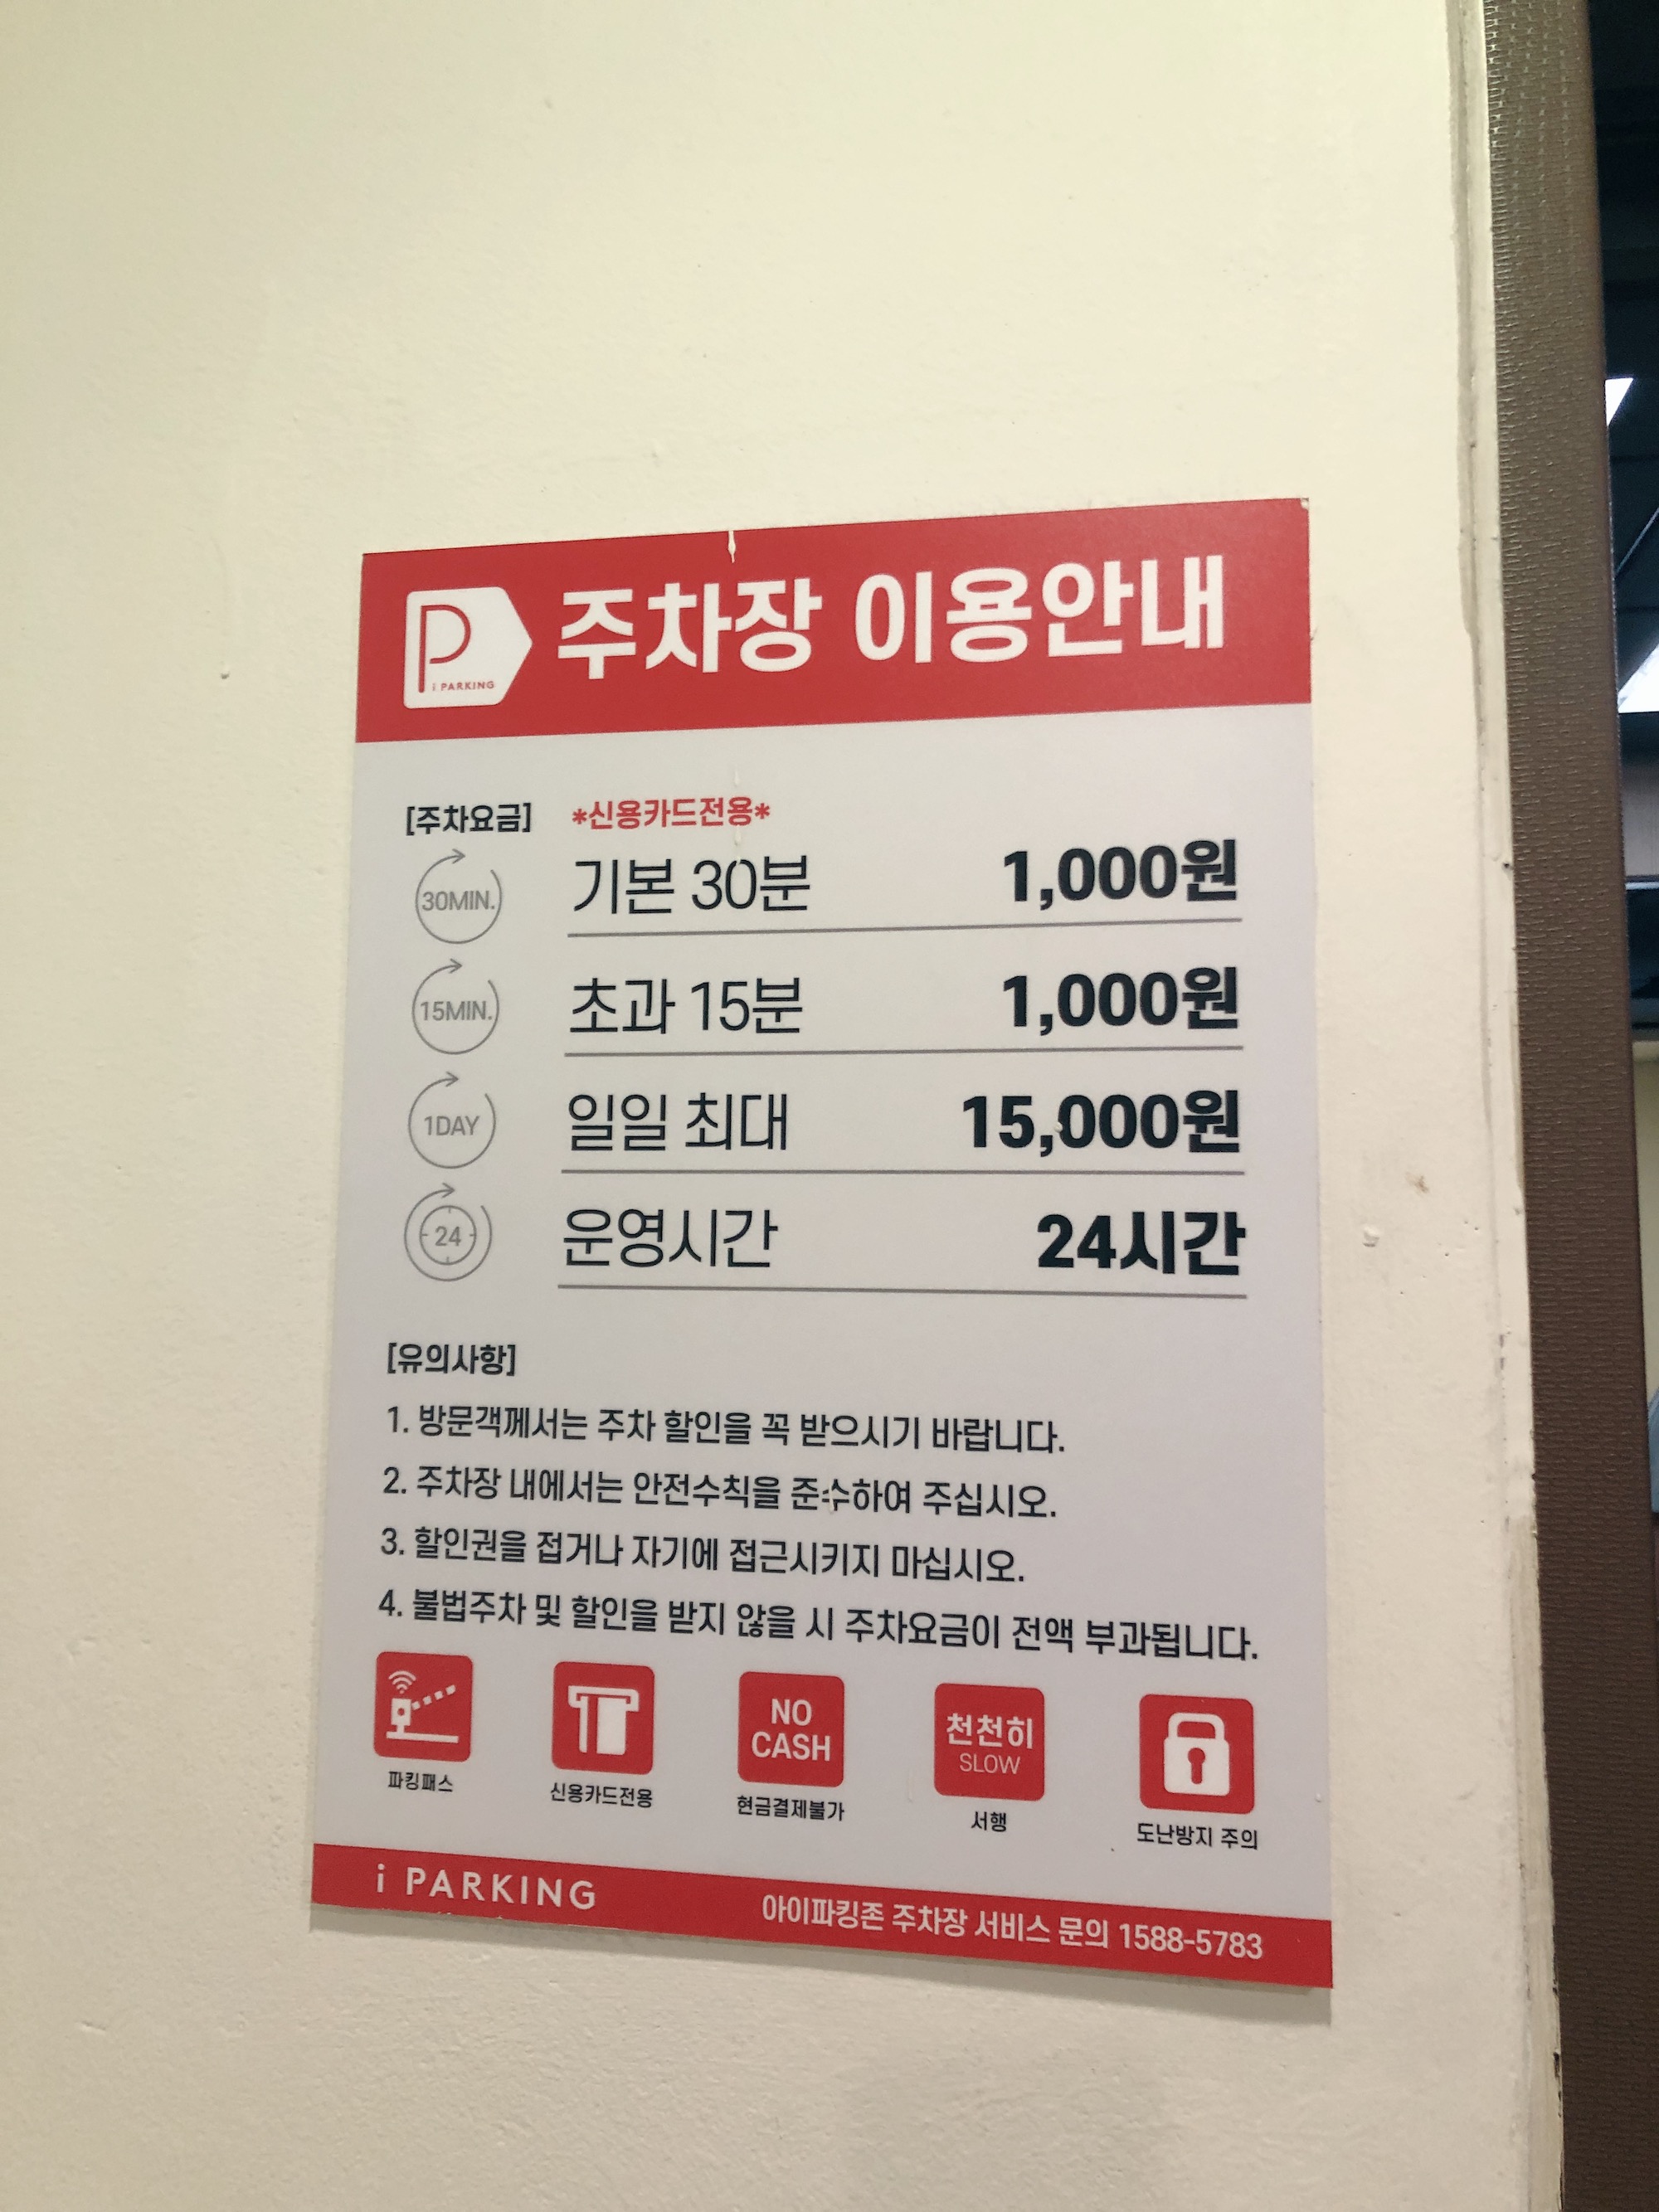 P 주차장 이용안내
i PARKING
[주차요금] *신용카드전용*
30MIN. 기본 30분 1,000원
15MIN. 초과 15분 1,000원
1DAY 일일 최대 15,000원
24 운영시간 24시간
[유의사항]
1. 방문객께서는 주차 할인을 꼭 받으시기 바랍니다.
2. 주차장 내에서는 안전수칙을 준수하여 주십시오.
3. 할인권을 접거나 자기에 접근시키지 마십시오.
4. 불법주차 및 할인을 받지 않을 시 주차요금이 전액 부과됩니다.
NO
CASH
천천히
SLOW
파킹패스 신용카드전용 현금결제불가 서행 도난방지 주의
i PARKING 아이파킹존 주차장 서비스 문의 1588-5783